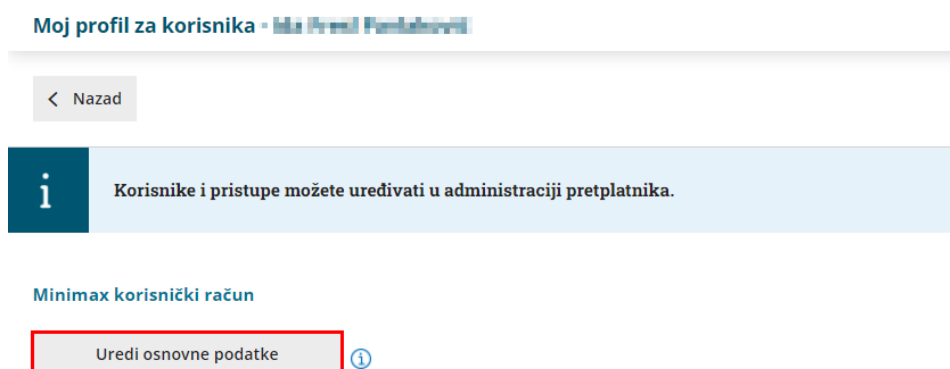 Moj profil za korisnika -
Nazad
Korisnike i pristupe možete uređivati u administraciji pretplatnika.
Minimax korisnički račun
Uredi osnovne podatke